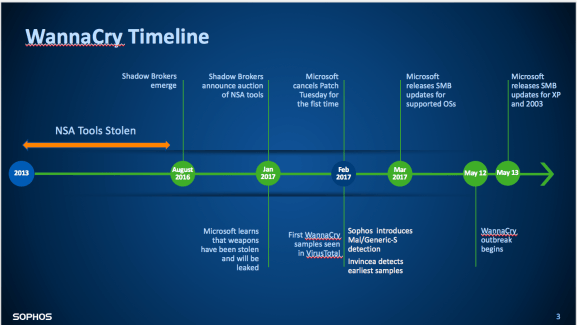 WannaCry Timeline
Shadow Brokers
emerge
Shadow Brokers
announce auction
of NSA tools
Microsoft
cancels Patch
Tuesday for
the fist time
Microsoft
releases SMB
updates for
supported OSs
Microsoft
releases SMB
updates for XP
and 2003
NSA Tools Stolen
2013
August
2016
Jan
2017
Feb
2017
Mar
2017
May 12
May 13
Microsoft learns
that weapons
have been stolen
and will be
leaked
First WannaCry
samples seen
in VirusTotal
Sophos introduces
Mal/Generic-S
detection
Invincea detects
earliest samples
WannaCry
outbreak
begins
SOPHOS
3